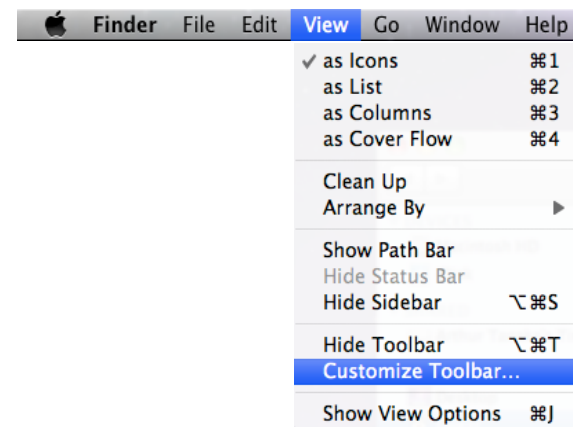 Finder File Edit View Go Window Help
✓ as Icons ⌘1
as List ⌘2
as Columns ⌘3
as Cover Flow ⌘4
Clean Up
Arrange By ▶
Show Path Bar
Hide Status Bar
Hide Sidebar ⌥⌘S
Hide Toolbar ⌥⌘T
Customize Toolbar...
Show View Options ⌘J